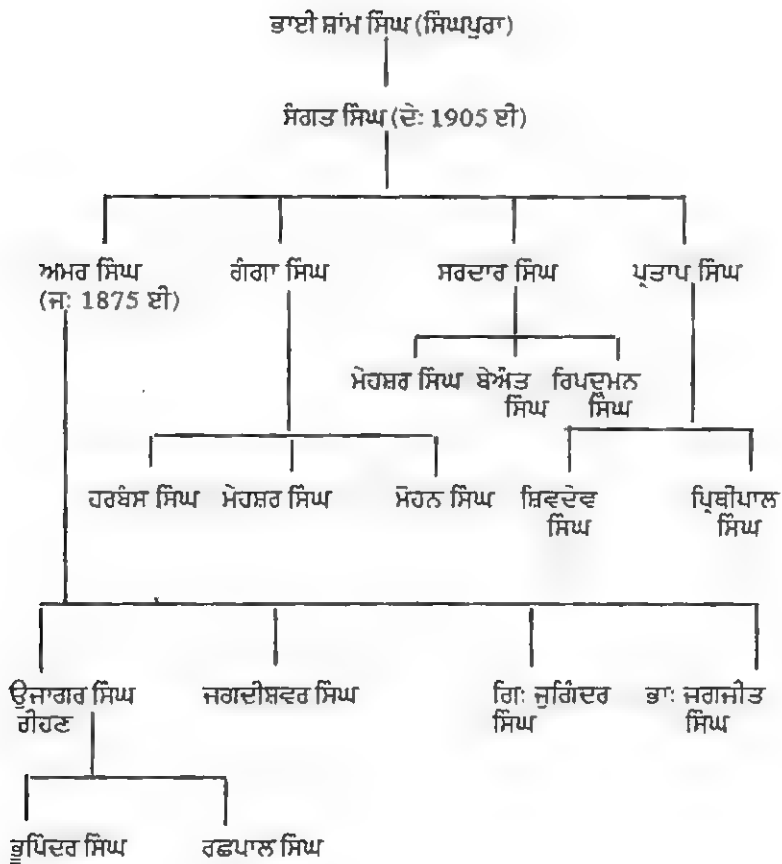 ਭਾਈ ਸ਼ਾਂਮ ਸਿੰਘ (ਸਿੰਘਪੁਰਾ)
ਸੰਗਤ ਸਿੰਘ (ਦੇ: 1905 ਈ)
ਅਮਰ ਸਿੰਘ ਗੰਗਾ ਸਿੰਘ ਸਰਦਾਰ ਸਿੰਘ ਪ੍ਰਤਾਪ ਸਿੰਘ
(ਜ: 1875 ਈ)
ਮੇਹਸ਼ਰ ਸਿੰਘ ਬੇਅੰਤ ਰਿਪਦੁਮਨ
ਸਿੰਘ ਸਿੰਘ
ਹਰਬੰਸ ਸਿੰਘ ਮੇਹਸ਼ਰ ਸਿੰਘ ਮੋਹਨ ਸਿੰਘ ਸ਼ਿਵਦੇਵ ਪ੍ਰਿਥੀਪਾਲ
ਸਿੰਘ ਸਿੰਘ
ਉਜਾਗਰ ਸਿੰਘ ਜਗਦੀਸ਼ਵਰ ਸਿੰਘ ਗਿ: ਜੁਗਿੰਦਰ ਭਾ: ਜਗਜੀਤ
ਗੀਹਣ ਸਿੰਘ ਸਿੰਘ
ਭੂਪਿੰਦਰ ਸਿੰਘ ਰਛਪਾਲ ਸਿੰਘ